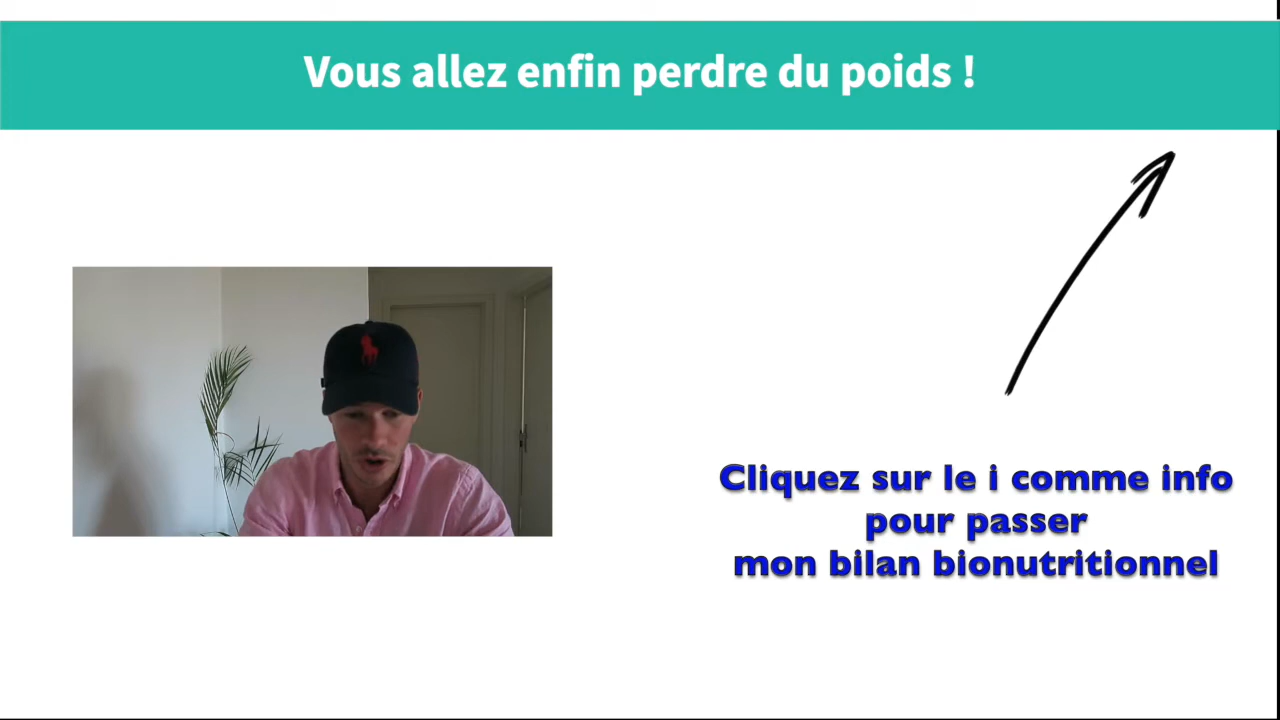 Vous allez enfin perdre du poids !
Cliquez sur le i comme info
pour passer
mon bilan bionutritionnel